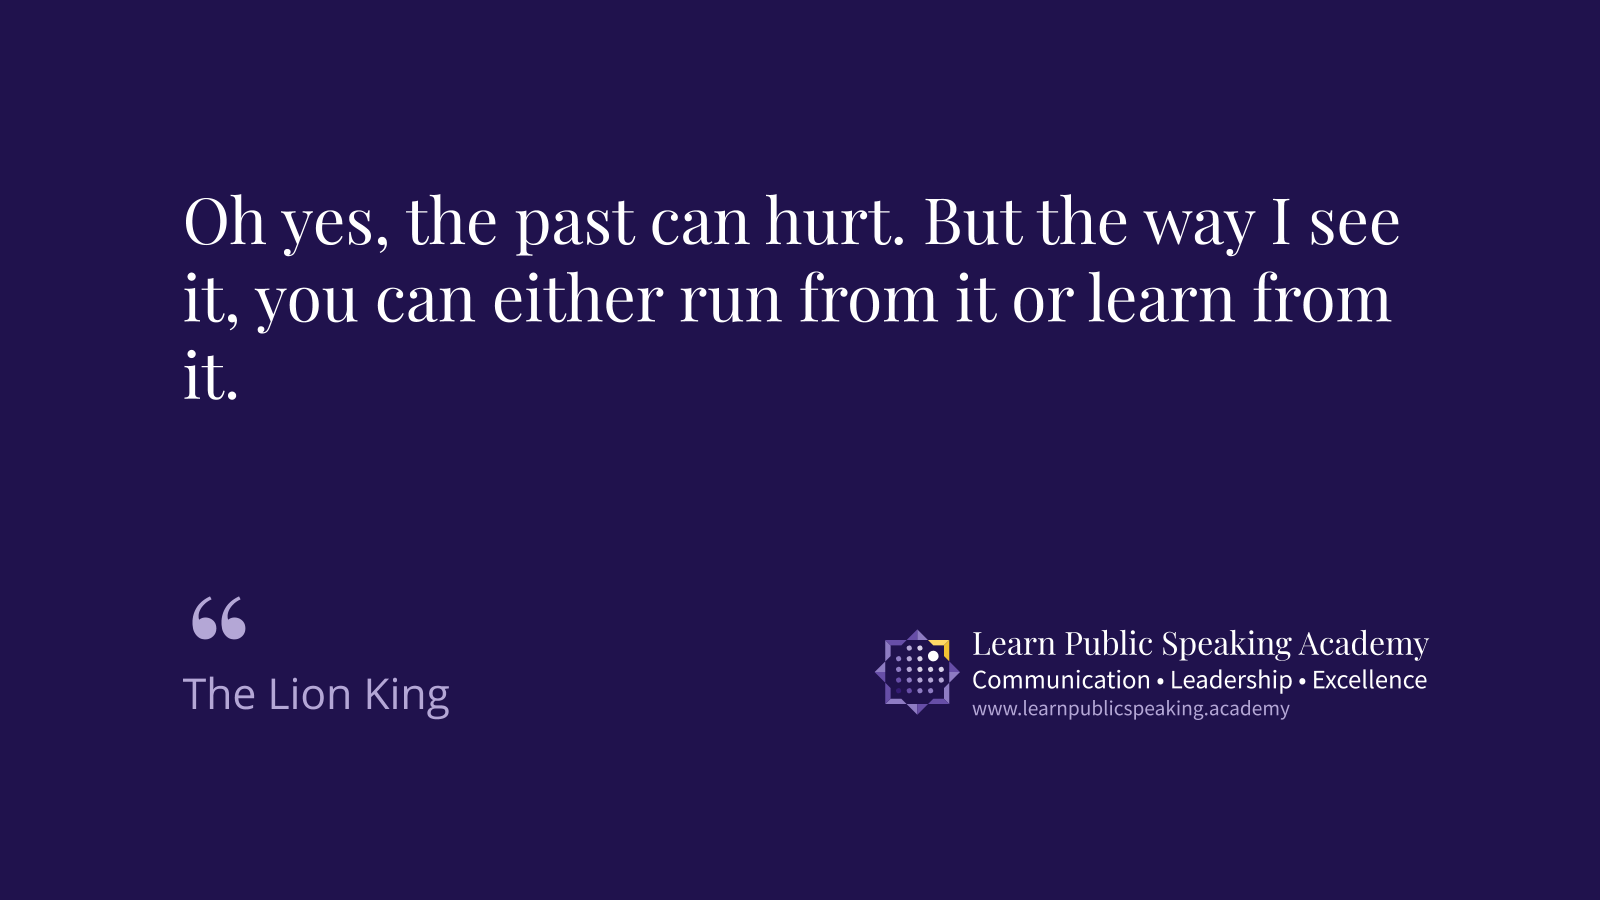 Oh yes, the past can hurt. But the way I see
it, you can either run from it or learn from
it.
“
The Lion King
Learn Public Speaking Academy
Communication • Leadership • Excellence
www.learnpublicspeaking.academy